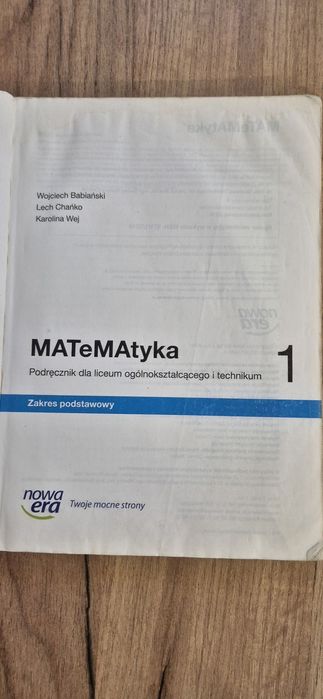 Wojciech Babiański
Lech Chańko
Karolina Wej
MATeMAtyka 1
Podręcznik dla liceum ogólnokształcącego i technikum
Zakres podstawowy
nowa
era
Twoje mocne strony